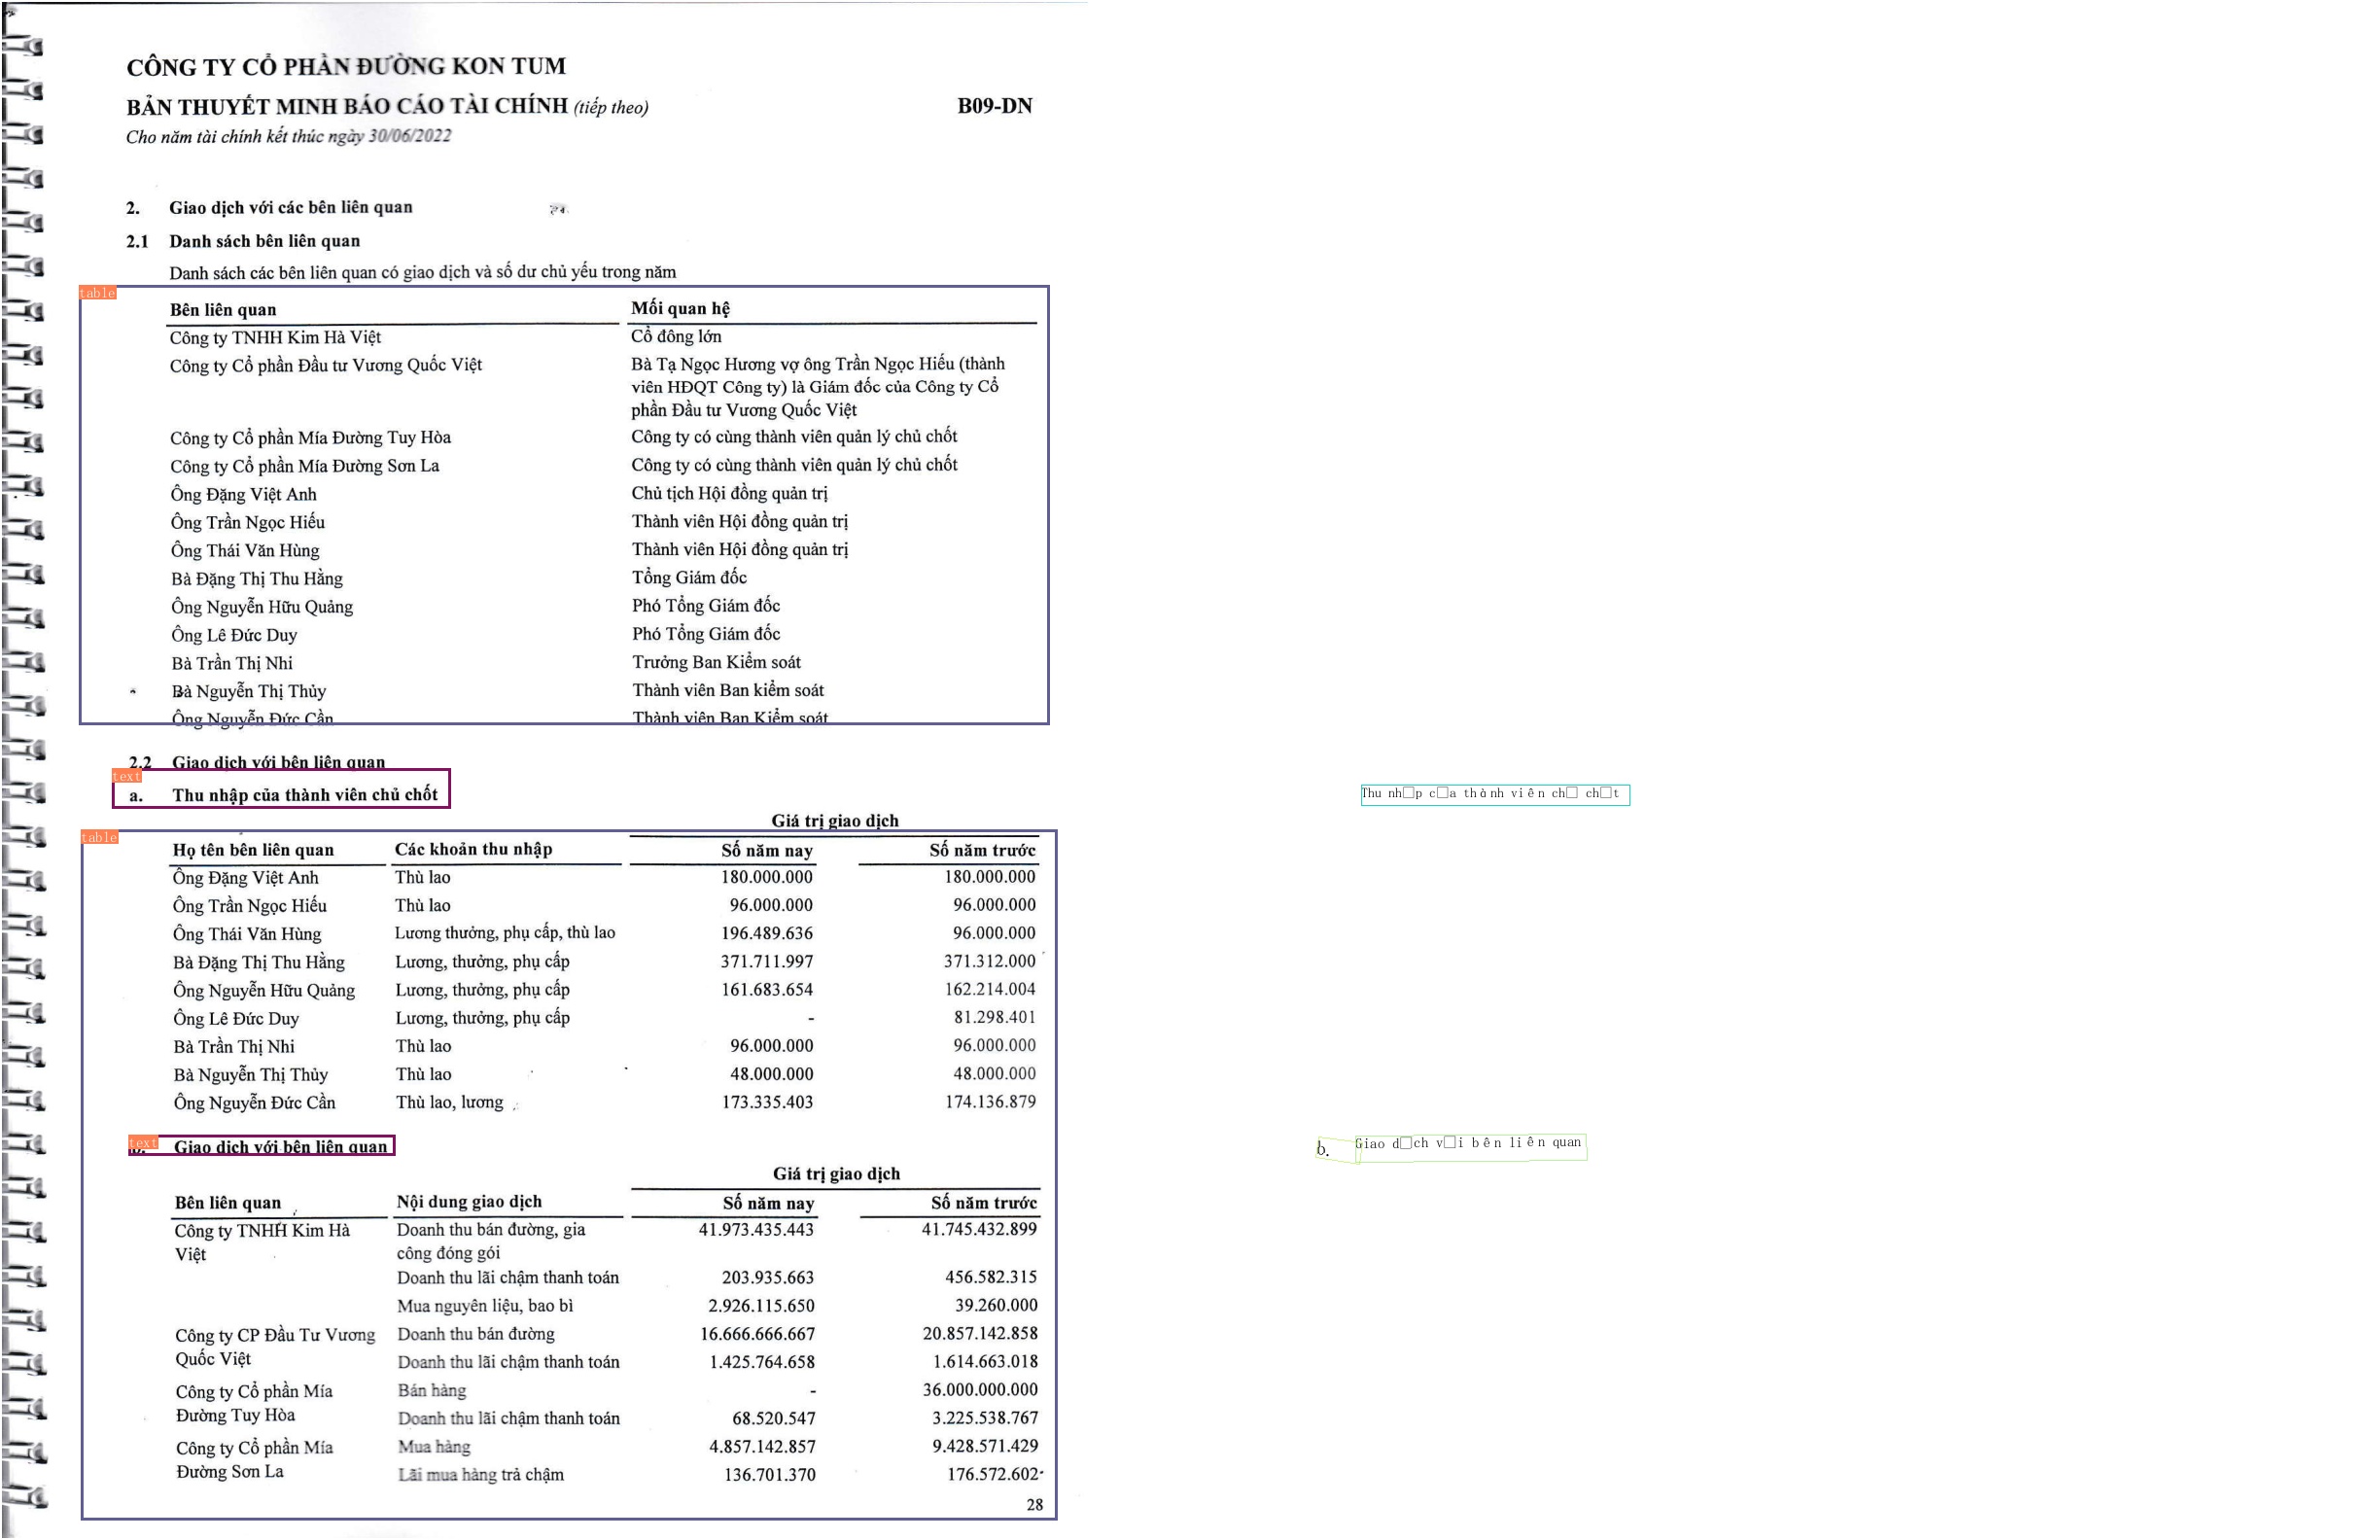 CÔNG TY CỔ PHẦN ĐƯỜNG KON TUM
BẢN THUYẾT MINH BÁO CÁO TÀI CHÍNH (tiếp theo) B09-DN
Cho năm tài chính kết thúc ngày 30/06/2022
2. Giao dịch với các bên liên quan
2.1 Danh sách bên liên quan
Danh sách các bên liên quan có giao dịch và số dư chủ yếu trong năm
table
Bên liên quan Mối quan hệ
Công ty TNHH Kim Hà Việt Cổ đông lớn
Công ty Cổ phần Đầu tư Vương Quốc Việt Bà Tạ Ngọc Hương vợ ông Trần Ngọc Hiếu (thành
viên HĐQT Công ty) là Giám đốc của Công ty Cổ
phần Đầu tư Vương Quốc Việt
Công ty Cổ phần Mía Đường Tuy Hòa Công ty có cùng thành viên quản lý chủ chốt
Công ty Cổ phần Mía Đường Sơn La Công ty có cùng thành viên quản lý chủ chốt
Ông Đặng Việt Anh Chủ tịch Hội đồng quản trị
Ông Trần Ngọc Hiếu Thành viên Hội đồng quản trị
Ông Thái Văn Hùng Thành viên Hội đồng quản trị
Bà Đặng Thị Thu Hằng Tổng Giám đốc
Ông Nguyễn Hữu Quảng Phó Tổng Giám đốc
Ông Lê Đức Duy Phó Tổng Giám đốc
Bà Trần Thị Nhi Trưởng Ban Kiểm soát
Bà Nguyễn Thị Thủy Thành viên Ban kiểm soát
Ông Nguyễn Đức Cần Thành viên Ban Kiểm soát
2.2 Giao dịch với bên liên quan
text
a. Thu nhập của thành viên chủ chốt
Giá trị giao dịch
table
Họ tên bên liên quan Các khoản thu nhập Số năm nay Số năm trước
Ông Đặng Việt Anh Thù lao 180.000.000 180.000.000
Ông Trần Ngọc Hiếu Thù lao 96.000.000 96.000.000
Ông Thái Văn Hùng Lương thưởng, phụ cấp, thù lao 196.489.636 96.000.000
Bà Đặng Thị Thu Hằng Lương, thưởng, phụ cấp 371.711.997 371.312.000
Ông Nguyễn Hữu Quảng Lương, thưởng, phụ cấp 161.683.654 162.214.004
Ông Lê Đức Duy Lương, thưởng, phụ cấp - 81.298.401
Bà Trần Thị Nhi Thù lao 96.000.000 96.000.000
Bà Nguyễn Thị Thủy Thù lao 48.000.000 48.000.000
Ông Nguyễn Đức Cần Thù lao, lương 173.335.403 174.136.879
text
b. Giao dịch với bên liên quan
Giá trị giao dịch
Bên liên quan Nội dung giao dịch Số năm nay Số năm trước
Công ty TNHH Kim Hà Doanh thu bán đường, gia 41.973.435.443 41.745.432.899
Việt công đóng gói
Doanh thu lãi chậm thanh toán 203.935.663 456.582.315
Mua nguyên liệu, bao bì 2.926.115.650 39.260.000
Công ty CP Đầu Tư Vương Doanh thu bán đường 16.666.666.667 20.857.142.858
Quốc Việt Doanh thu lãi chậm thanh toán 1.425.764.658 1.614.663.018
Công ty Cổ phần Mía Bán hàng - 36.000.000.000
Đường Tuy Hòa Doanh thu lãi chậm thanh toán 68.520.547 3.225.538.767
Công ty Cổ phần Mía Mua hàng 4.857.142.857 9.428.571.429
Đường Sơn La Lãi mua hàng trả chậm 136.701.370 176.572.602
28
Thu nh□p c□a thành viên ch□ ch□t
b. Giao d□ch v□i bên liên quan